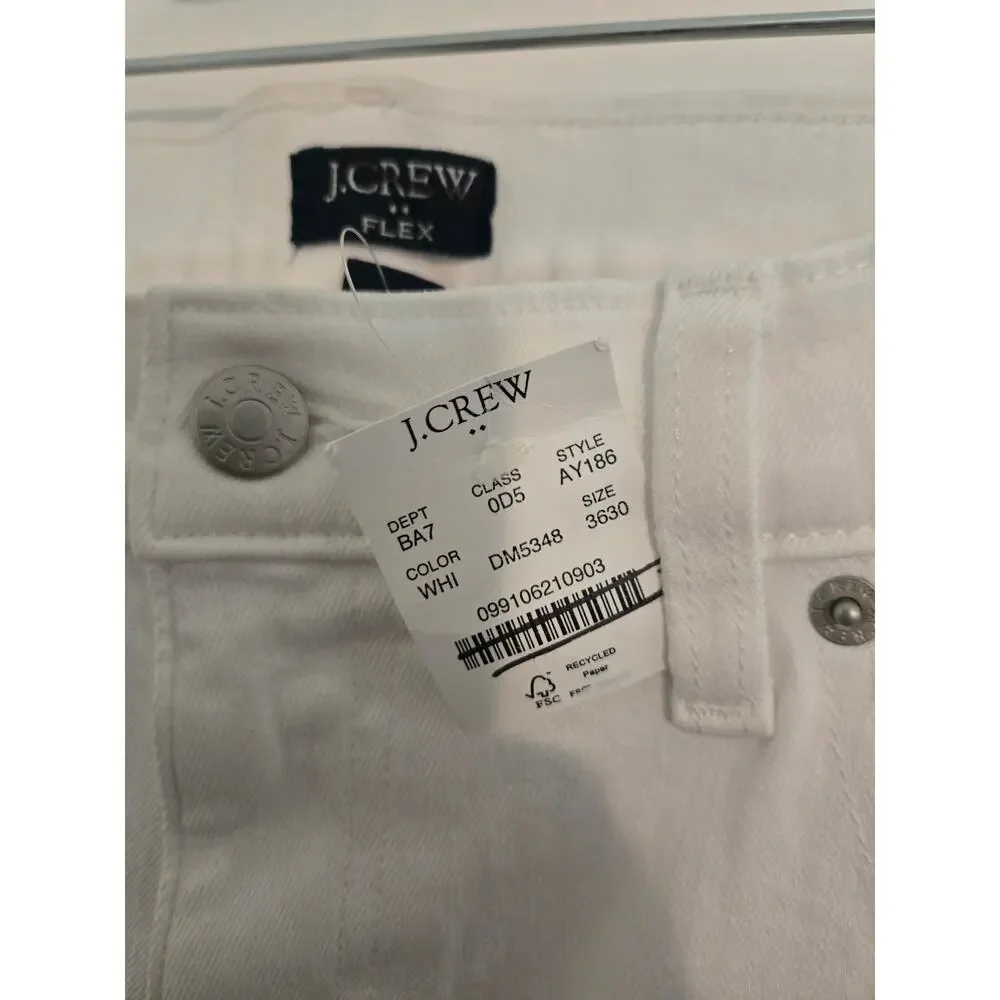 J.CREW
FLEX
J.CREW J.CREW
J.CREW
DEPT CLASS STYLE
BA7 0D5 AY186
COLOR SIZE
WHI DM5348 3630
099106210903
RECYCLED
Paper
FSC